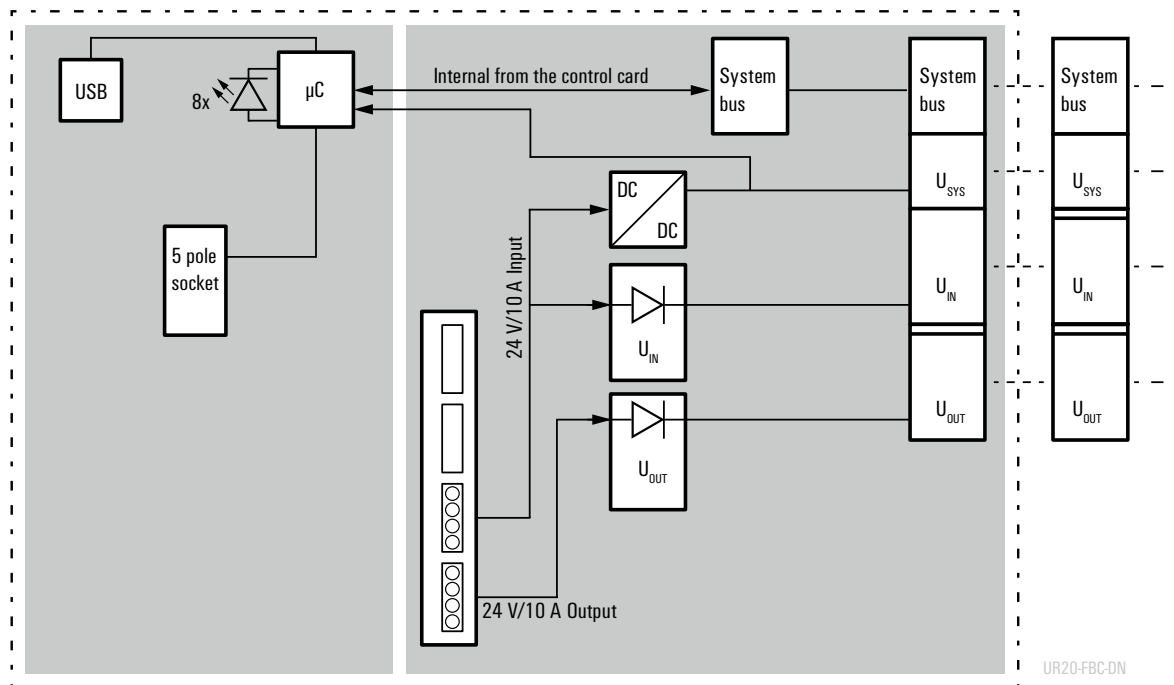 USB
8x
µC
Internal from the control card
System
bus
System
bus
System
bus
DC
DC
U_SYS
U_SYS
5 pole
socket
24 V/10 A Input
U_IN
U_IN
U_IN
U_OUT
U_OUT
U_OUT
24 V/10 A Output
UR20-FBC-DN